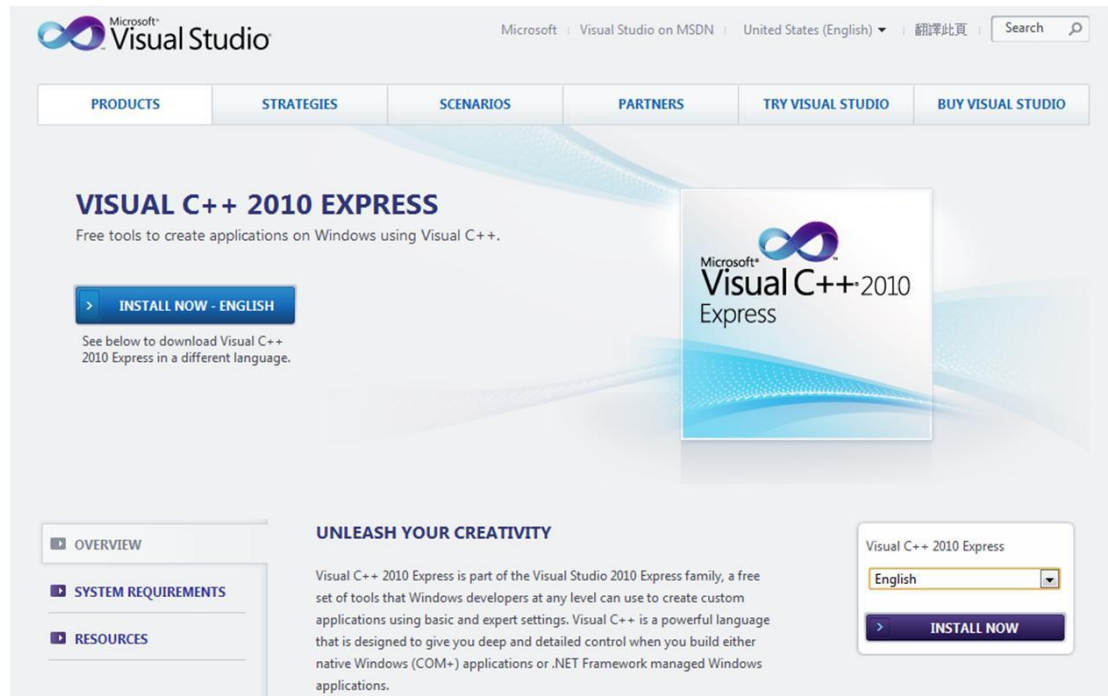 Microsoft®
Visual Studio®
Microsoft | Visual Studio on MSDN | United States (English) ▼ | 翻譯此頁 | Search
PRODUCTS STRATEGIES SCENARIOS PARTNERS TRY VISUAL STUDIO BUY VISUAL STUDIO
VISUAL C++ 2010 EXPRESS
Free tools to create applications on Windows using Visual C++.
INSTALL NOW - ENGLISH
See below to download Visual C++
2010 Express in a different language.
Microsoft®
Visual C++® 2010
Express
OVERVIEW
SYSTEM REQUIREMENTS
RESOURCES
UNLEASH YOUR CREATIVITY
Visual C++ 2010 Express is part of the Visual Studio 2010 Express family, a free
set of tools that Windows developers at any level can use to create custom
applications using basic and expert settings. Visual C++ is a powerful language
that is designed to give you deep and detailed control when you build either
native Windows (COM+) applications or .NET Framework managed Windows
applications.
Visual C++ 2010 Express
English
INSTALL NOW